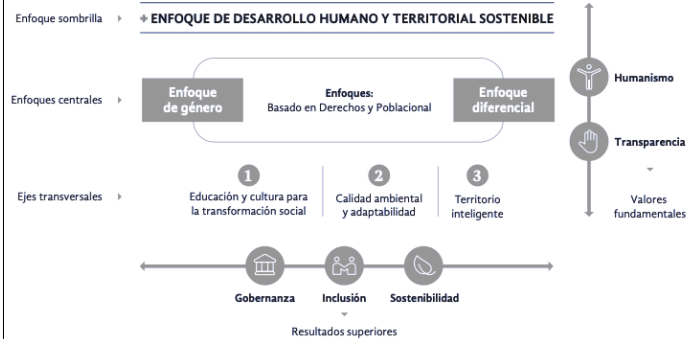 Enfoque sombrilla
+ ENFOQUE DE DESARROLLO HUMANO Y TERRITORIAL SOSTENIBLE
Enfoques centrales
Enfoque
de género
Enfoques:
Basado en Derechos y Poblacional
Enfoque
diferencial
Humanismo
Transparencia
Valores
fundamentales
Ejes transversales
1
Educación y cultura para
la transformación social
2
Calidad ambiental
y adaptabilidad
3
Territorio
inteligente
Gobernanza
Inclusión
Sostenibilidad
Resultados superiores